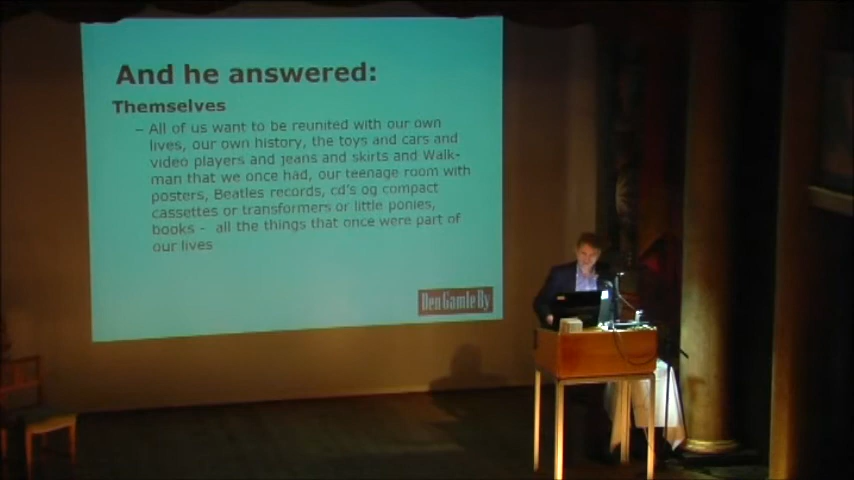 And he answered:
Themselves
– All of us want to be reunited with our own
lives, our own history, the toys and cars and
video players and jeans and skirts and Walk-
man that we once had, our teenage room with
posters, Beatles records, cd's og compact
cassettes or transformers or little ponies,
books - all the things that once were part of
our lives
Den Gamle By